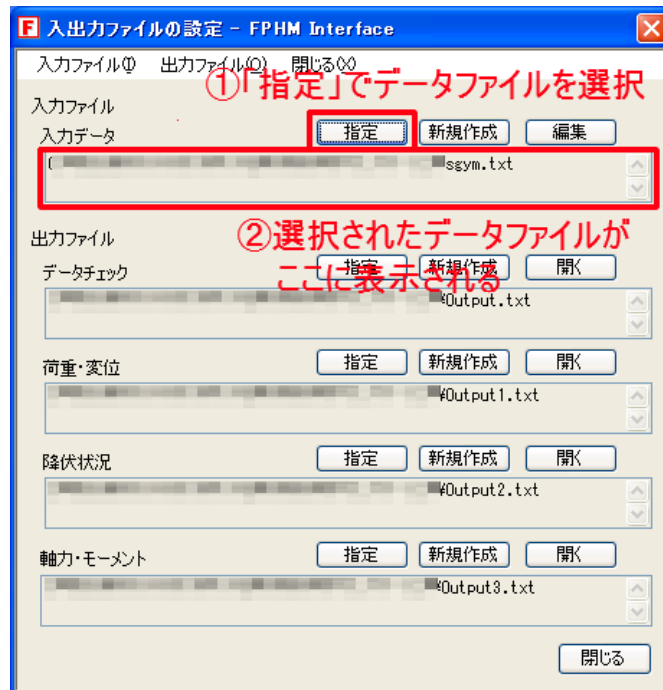 入出力ファイルの設定 - FPHM Interface
入力ファイル(I) 出力ファイル(O) 閉じる(X)
①「指定」でデータファイルを選択
入力ファイル
入力データ 指定 新規作成 編集
sgym.txt
出力ファイル
②選択されたデータファイルが
ここに表示される
データチェック 指定 新規作成 開く
¥Output.txt
荷重・変位 指定 新規作成 開く
¥Output1.txt
降伏状況 指定 新規作成 開く
¥Output2.txt
軸力・モーメント 指定 新規作成 開く
¥Output3.txt
閉じる